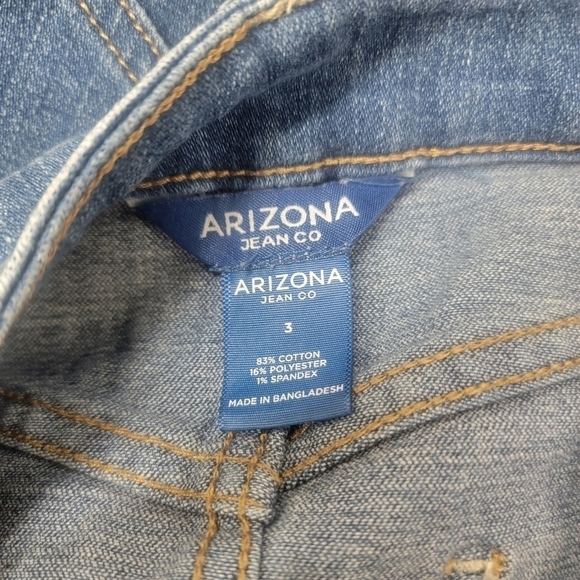 ARIZONA
JEAN CO
ARIZONA
JEAN CO
3
83% COTTON
16% POLYESTER
1% SPANDEX
MADE IN BANGLADESH